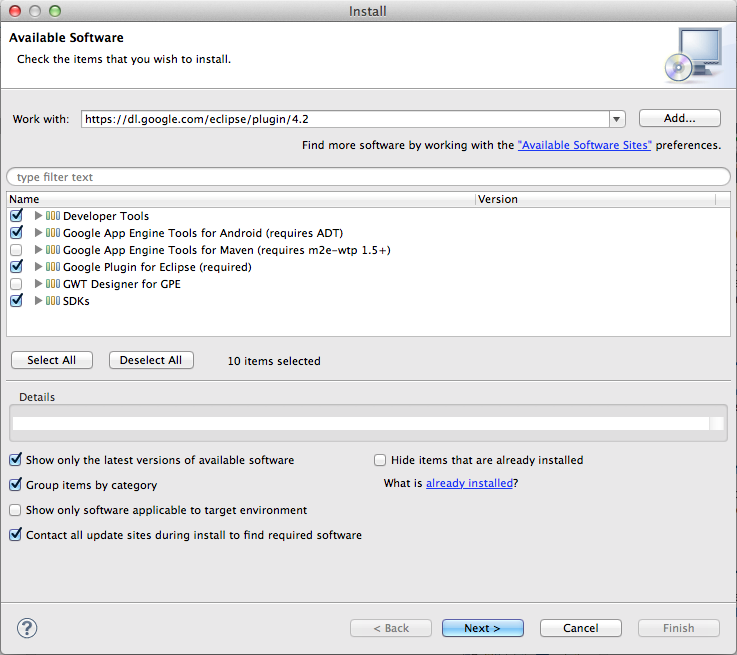 Install
Available Software
Check the items that you wish to install.
Work with: https://dl.google.com/eclipse/plugin/4.2 Add...
Find more software by working with the "Available Software Sites" preferences.
type filter text
Name Version
Developer Tools
Google App Engine Tools for Android (requires ADT)
Google App Engine Tools for Maven (requires m2e-wtp 1.5+)
Google Plugin for Eclipse (required)
GWT Designer for GPE
SDKs
Select All Deselect All 10 items selected
Details
Show only the latest versions of available software Hide items that are already installed
Group items by category What is already installed?
Show only software applicable to target environment
Contact all update sites during install to find required software
? < Back Next > Cancel Finish